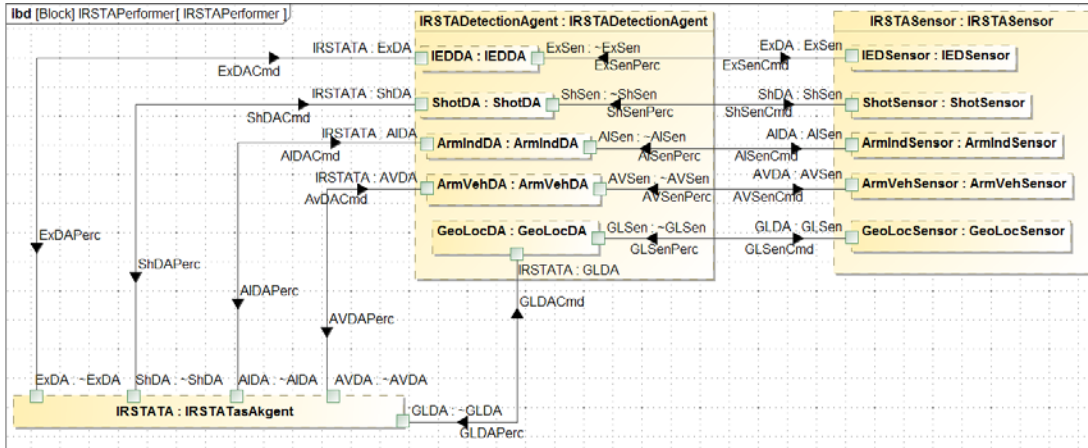 ibd [Block] IRSTAPerformer[ IRSTAPerformer ]
IRSTADetectionAgent : IRSTADetectionAgent
IRSTASensor : IRSTASensor
IRSTATA : ExDA
ExDACmd
IEDDA : IEDDA
ExSen : ~ExSen
ExSenPerc
ExDA : ExSen
ExSenCmd
IEDSensor : IEDSensor
IRSTATA : ShDA
ShDACmd
ShotDA : ShotDA
ShSen : ~ShSen
ShSenPerc
ShDA : ShSen
ShSenCmd
ShotSensor : ShotSensor
IRSTATA : AIDA
AIDACmd
ArmIndDA : ArmIndDA
AISen : ~AISen
AISenPerc
AIDA : AISen
AISenCmd
ArmIndSensor : ArmIndSensor
IRSTATA : AVDA
AvDACmd
ArmVehDA : ArmVehDA
AVSen : ~AVSen
AVSenPerc
AVDA : AVSen
AVSenCmd
ArmVehSensor : ArmVehSensor
GeoLocDA : GeoLocDA
GLSen : ~GLSen
GLSenPerc
GLDA : GLSen
GLSenCmd
GeoLocSensor : GeoLocSensor
IRSTATA : GLDA
GLDACmd
ExDAPerc
ShDAPerc
AIDAPerc
AVDAPerc
ExDA : ~ExDA
ShDA : ~ShDA
AIDA : ~AIDA
AVDA : ~AVDA
IRSTATA : IRSTATasAkgent
GLDA : ~GLDA
GLDAPerc